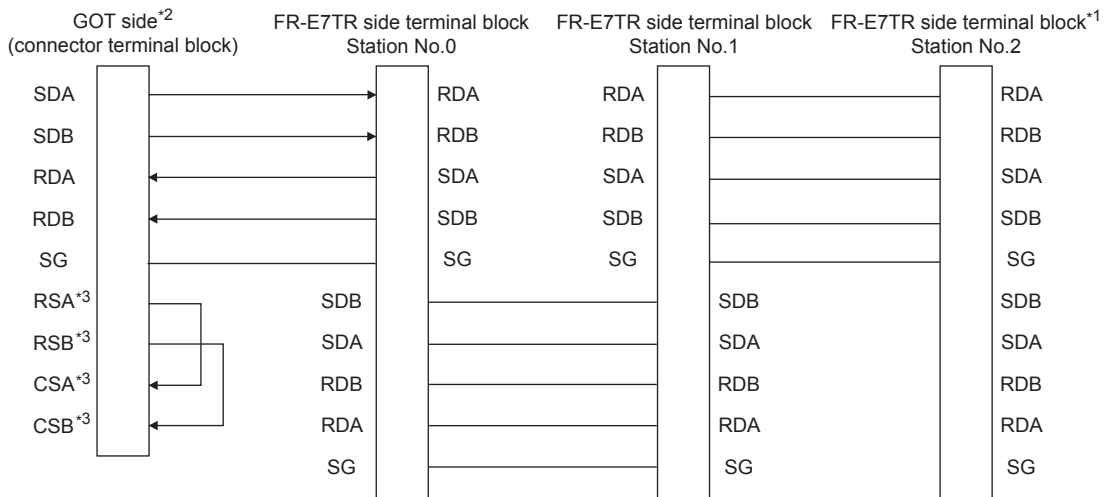 GOT side*2
(connector terminal block)
FR-E7TR side terminal block
Station No.0
FR-E7TR side terminal block
Station No.1
FR-E7TR side terminal block*1
Station No.2
SDA
RDA
RDA
RDA
SDB
RDB
RDB
RDB
RDA
SDA
SDA
SDA
RDB
SDB
SDB
SDB
SG
SG
SG
SG
RSA*3
SDB
SDB
SDB
RSB*3
SDA
SDA
SDA
CSA*3
RDB
RDB
RDB
CSB*3
RDA
RDA
RDA
SG
SG
SG